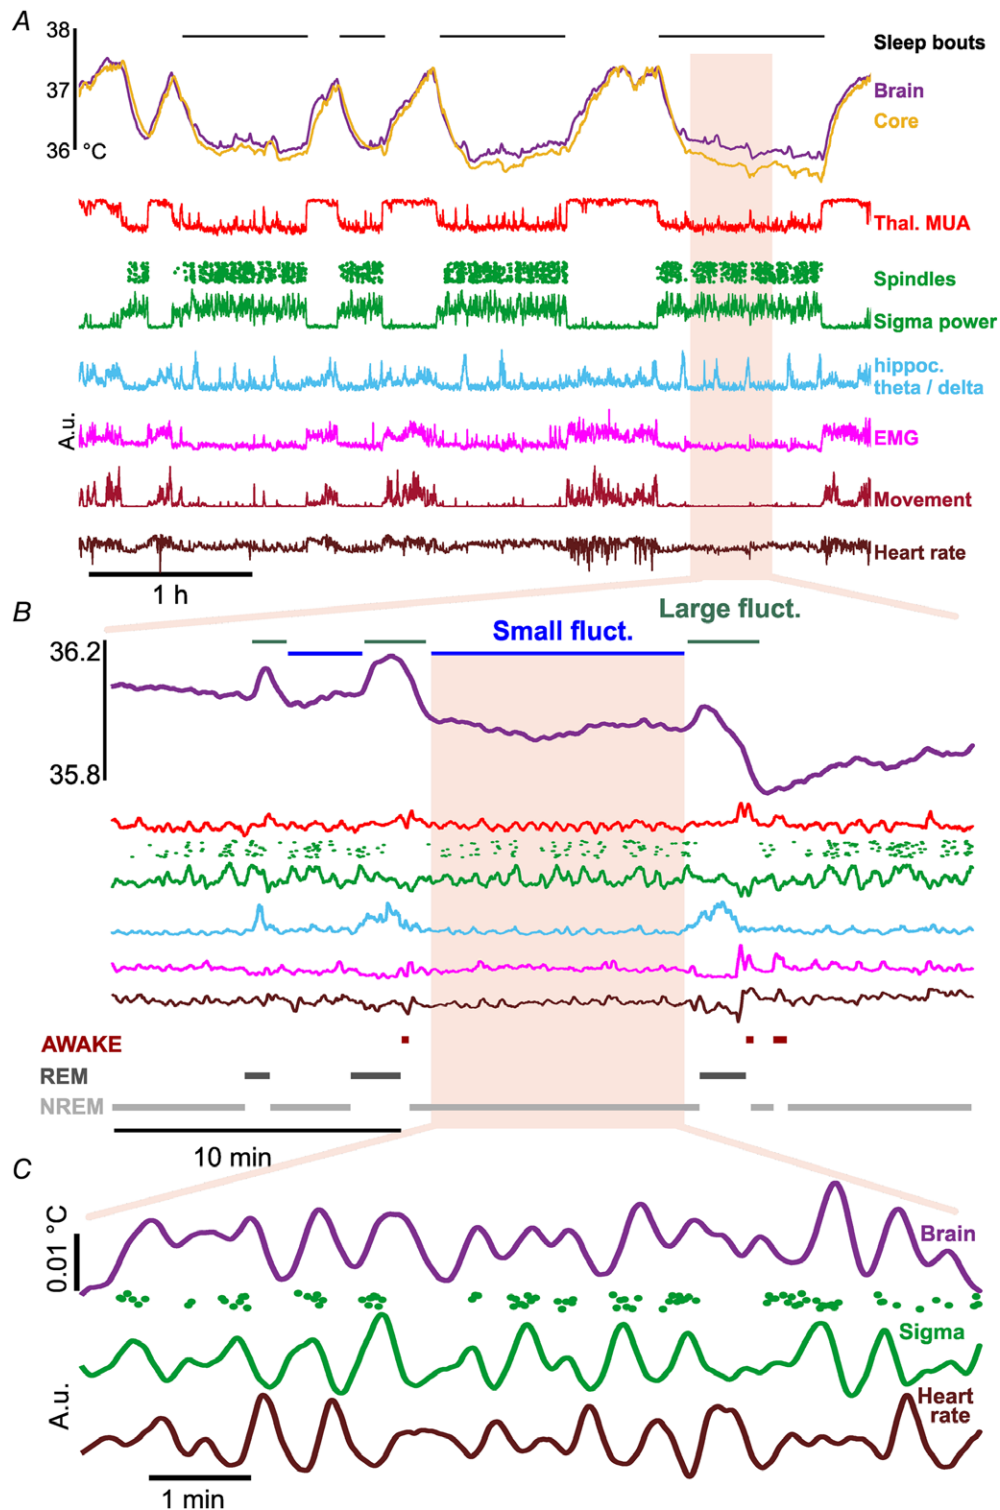 A
38
37
36
°C
Sleep bouts
Brain
Core
Thal. MUA
Spindles
Sigma power
hippoc.
theta / delta
A.u.
EMG
Movement
Heart rate
1 h
B
Large fluct.
Small fluct.
36.2
35.8
AWAKE
REM
NREM
10 min
C
0.01 °C
Brain
Sigma
A.u.
Heart
rate
1 min